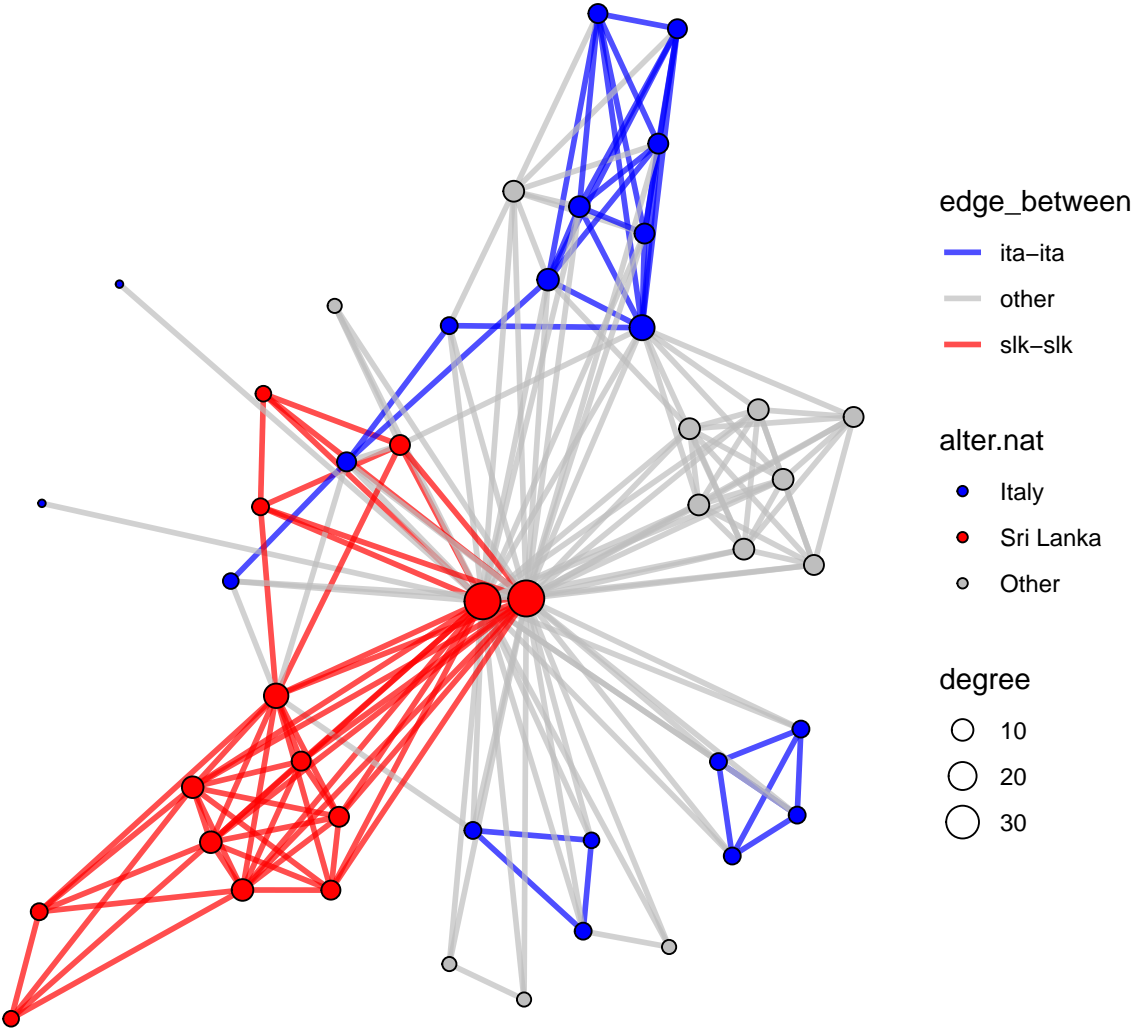 edge_between
ita−ita
other
slk−slk
alter.nat
Italy
Sri Lanka
Other
degree
10
20
30